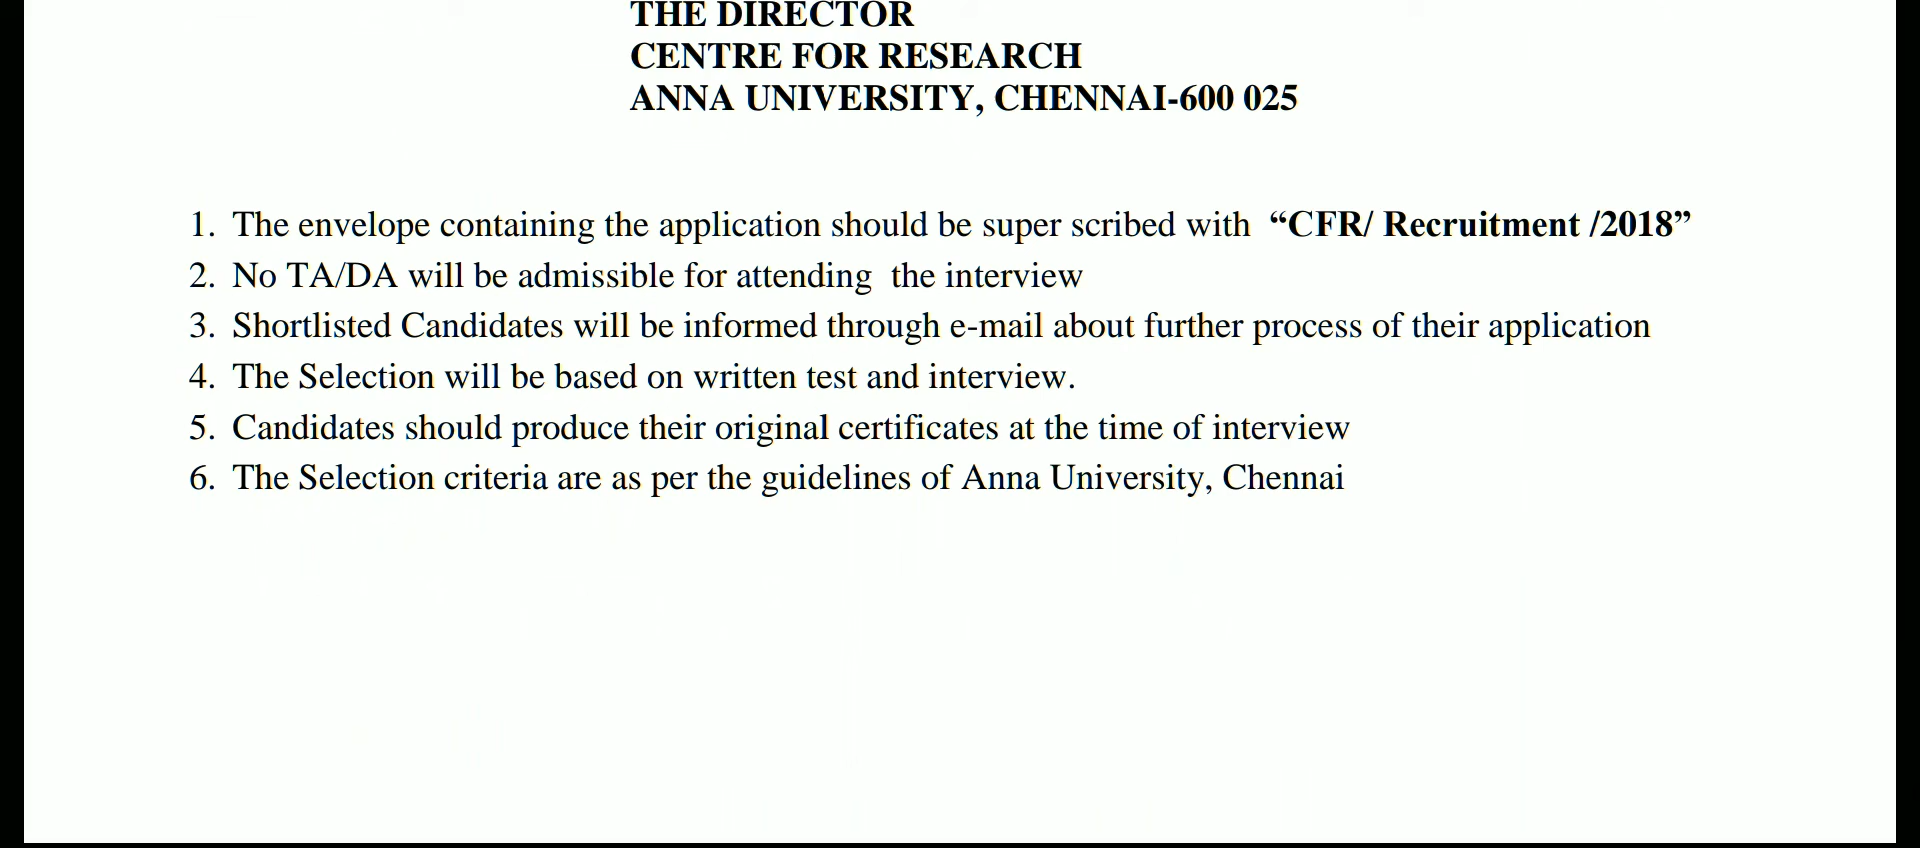 THE DIRECTOR
CENTRE FOR RESEARCH
ANNA UNIVERSITY, CHENNAI-600 025
1. The envelope containing the application should be super scribed with “CFR/ Recruitment /2018”
2. No TA/DA will be admissible for attending the interview
3. Shortlisted Candidates will be informed through e-mail about further process of their application
4. The Selection will be based on written test and interview.
5. Candidates should produce their original certificates at the time of interview
6. The Selection criteria are as per the guidelines of Anna University, Chennai